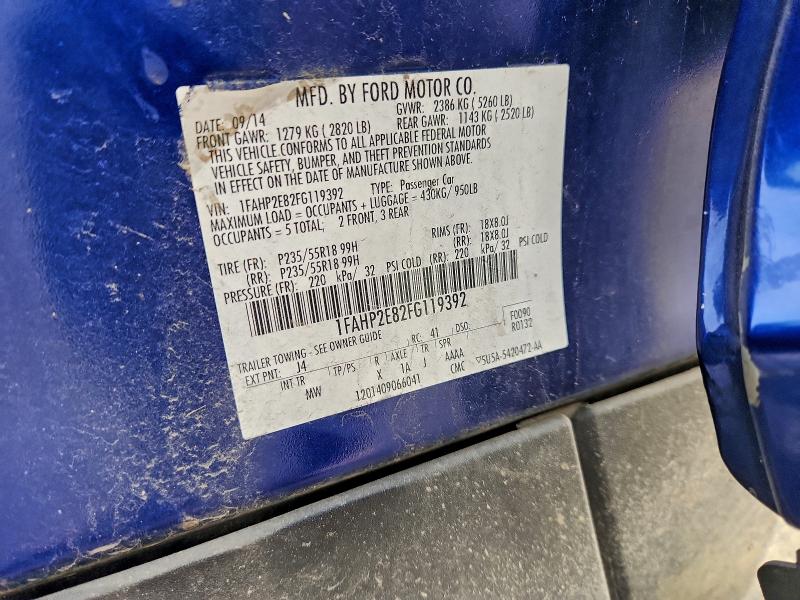 MFD. BY FORD MOTOR CO.
DATE: 09/14 GVWR: 2386 KG ( 5260 LB)
FRONT GAWR: 1279 KG ( 2820 LB) REAR GAWR: 1143 KG ( 2520 LB)
THIS VEHICLE CONFORMS TO ALL APPLICABLE FEDERAL MOTOR
VEHICLE SAFETY, BUMPER, AND THEFT PREVENTION STANDARDS
IN EFFECT ON THE DATE OF MANUFACTURE SHOWN ABOVE.
VIN: 1FAHP2E82FG119392 TYPE: Passenger Car
MAXIMUM LOAD = OCCUPANTS + LUGGAGE = 430KG/ 950LB
OCCUPANTS = 5 TOTAL; 2 FRONT, 3 REAR
TIRE (FR): P235/55R18 99H RIMS (FR): 18X8.0J
(RR): P235/55R18 99H (RR): 18X8.0J
PRESSURE (FR): 220 kPa/ 32 PSI COLD (RR): 220 kPa/ 32 PSI COLD
1FAHP2E82FG119392
TRAILER TOWING - SEE OWNER GUIDE F0090
EXT PNT: J4 RC: 41 DSO: R0132
INT TR TP/PS R AXLE TR SPR
MW X 1A J AAAA
1201409066041 CMC 5U5A-5420472-AA